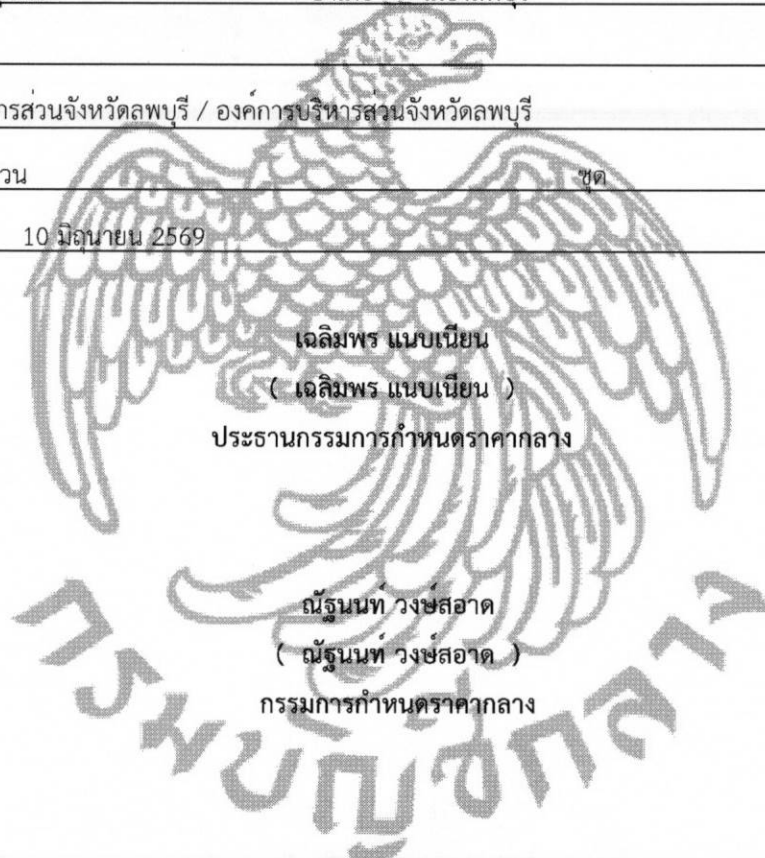 การส่วนจังหวัดลพบุรี / องค์การบริหารส่วนจังหวัดลพบุรี
ชุด
10 มิถุนายน 2569
เฉลิมพร แนบเนียน
( เฉลิมพร แนบเนียน )
ประธานกรรมการกำหนดราคากลาง
ณัฐนนท์ วงษ์สอาด
( ณัฐนนท์ วงษ์สอาด )
กรรมการกำหนดราคากลาง
กรมบัญชีกลาง